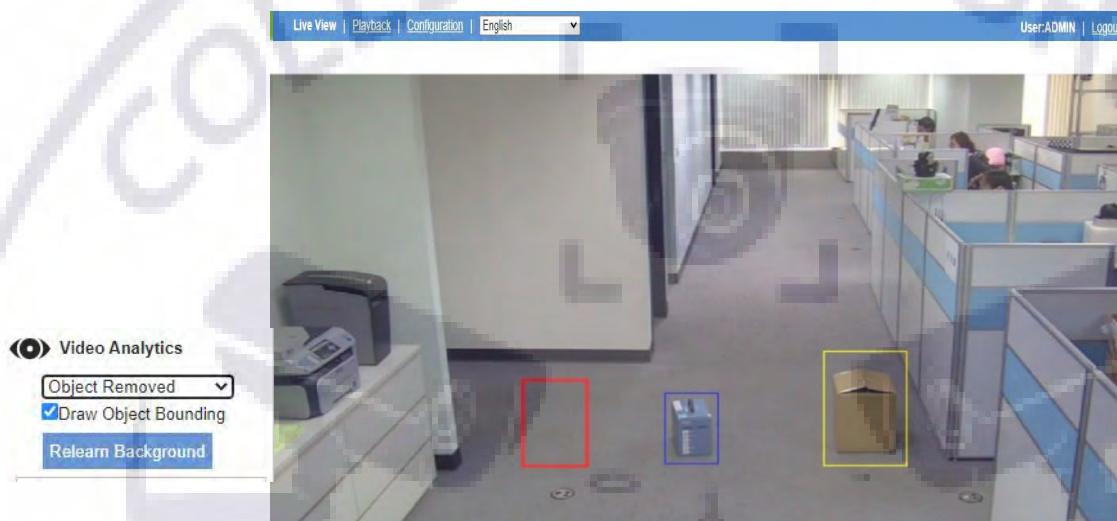 Live View | Playback | Configuration | English
User:ADMIN | Logou
Video Analytics
Object Removed
Draw Object Bounding
Relearn Background